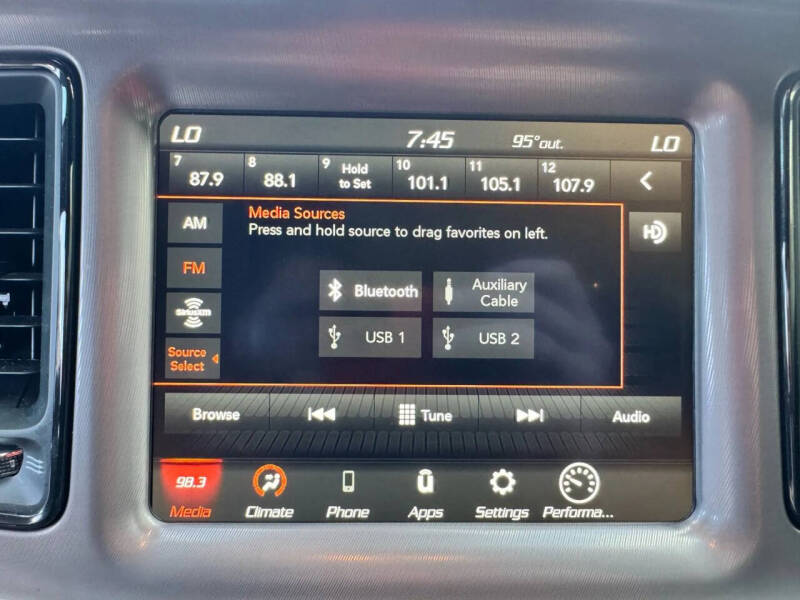 LO 7:45 95°out. LO
7 87.9 8 88.1 9 Hold to Set 10 101.1 11 105.1 12 107.9
AM
Media Sources
Press and hold source to drag favorites on left.
HD
FM
Bluetooth
Auxiliary
Cable
SiriusXM
USB 1
USB 2
Source
Select
Browse Tune Audio
98.3
Media Climate Phone Apps Settings Performa...